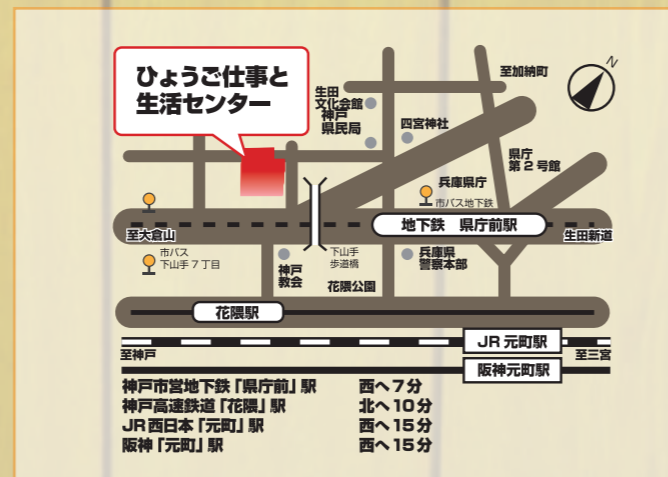 ひょうご仕事と
生活センター
N
至加納町
生田
文化会館
神戸
県民局
四宮神社
県庁
第2号館
兵庫県庁
市バス地下鉄
地下鉄 県庁前駅
至大倉山
生田新道
市バス
下山手7丁目
神戸
教会
下山手
歩道橋
花隈公園
兵庫県
警察本部
花隈駅
JR元町駅
至神戸
至三宮
阪神元町駅
神戸市営地下鉄「県庁前」駅 西へ7分
神戸高速鉄道「花隈」駅 北へ10分
JR西日本「元町」駅 西へ15分
阪神「元町」駅 西へ15分